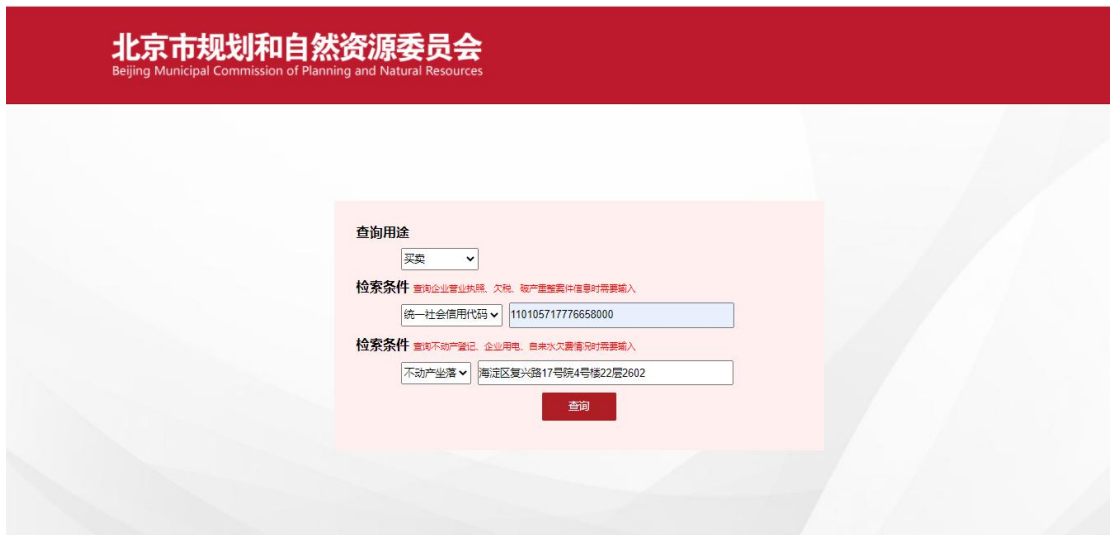 北京市规划和自然资源委员会
Beijing Municipal Commission of Planning and Natural Resources
查询用途
买卖
检索条件 查询企业营业执照、欠税、破产重整案件信息时需要输入
统一社会信用代码 110105717776658000
检索条件 查询不动产登记、企业用电、自来水欠费情况时需要输入
不动产坐落 海淀区复兴路17号院4号楼22层2602
查询